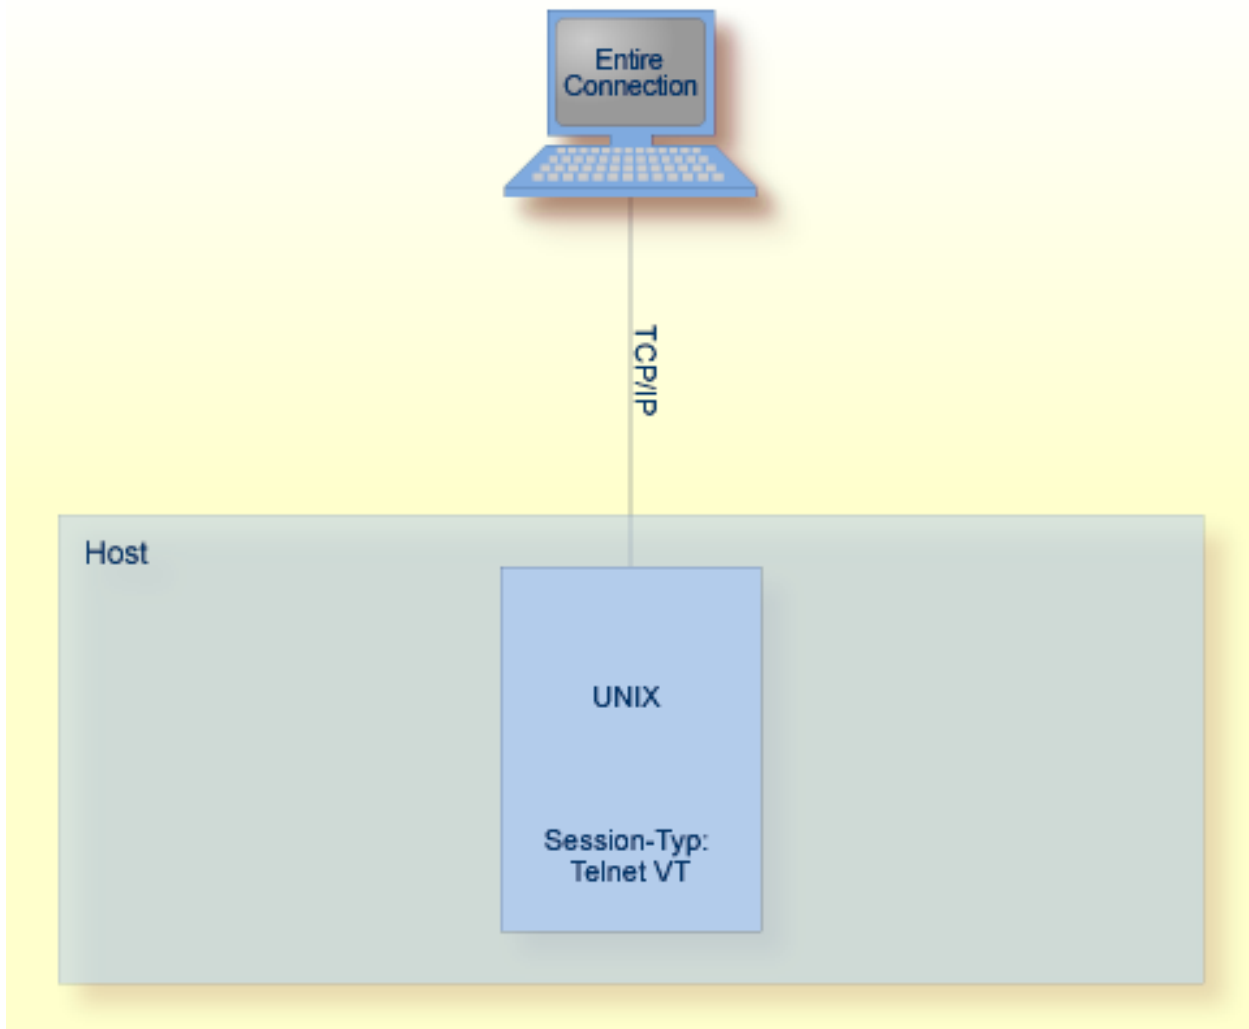 Entire
Connection
TCP/IP
Host
UNIX
Session-Typ:
Telnet VT